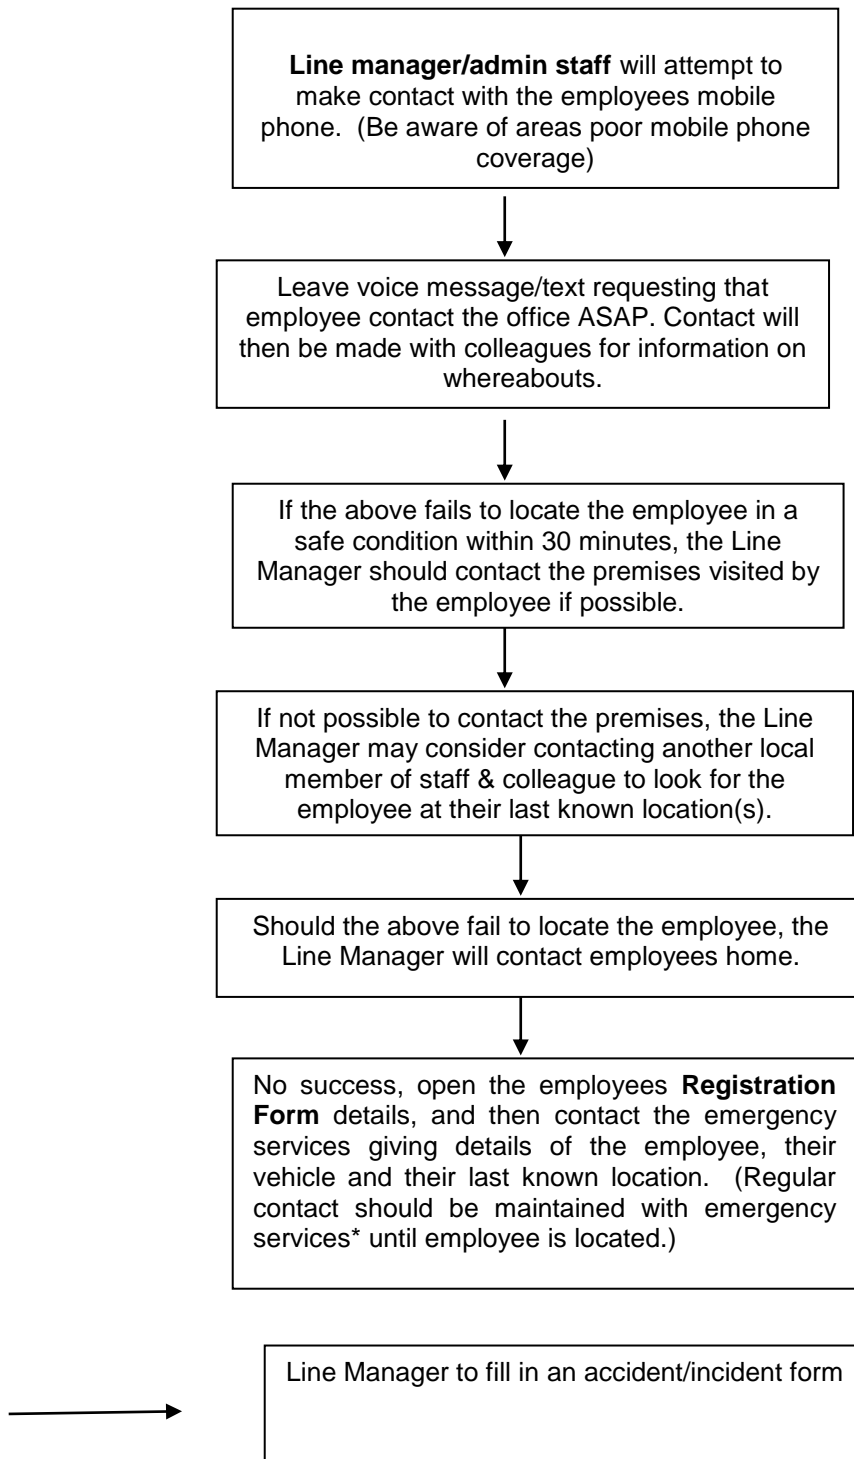 Line manager/admin staff will attempt to
make contact with the employees mobile
phone.  (Be aware of areas poor mobile phone
coverage)
Leave voice message/text requesting that
employee contact the office ASAP. Contact will
then be made with colleagues for information on
whereabouts.
If the above fails to locate the employee in a
safe condition within 30 minutes, the Line
Manager should contact the premises visited by
the employee if possible.
If not possible to contact the premises, the Line
Manager may consider contacting another local
member of staff & colleague to look for the
employee at their last known location(s).
Should the above fail to locate the employee, the
Line Manager will contact employees home.
No success, open the employees Registration
Form details, and then contact the emergency
services giving details of the employee, their
vehicle and their last known location.  (Regular
contact should be maintained with emergency
services* until employee is located.)
Line Manager to fill in an accident/incident form